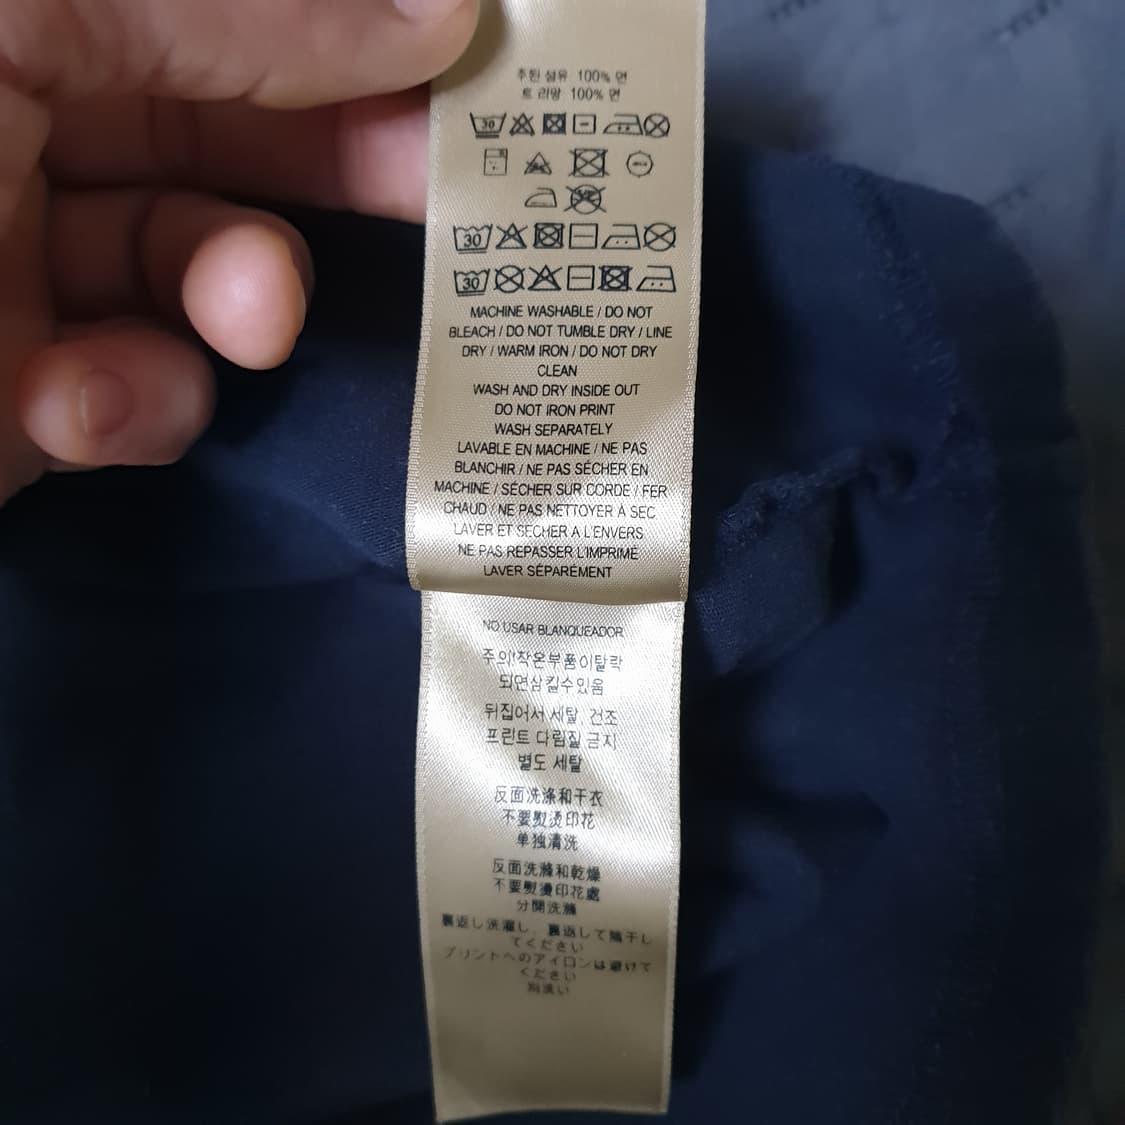 주된 섬유 100% 면
트 리밍 100% 면
30
30
30
MACHINE WASHABLE / DO NOT
BLEACH / DO NOT TUMBLE DRY / LINE
DRY / WARM IRON / DO NOT DRY
CLEAN
WASH AND DRY INSIDE OUT
DO NOT IRON PRINT
WASH SEPARATELY
LAVABLE EN MACHINE / NE PAS
BLANCHIR / NE PAS SÉCHER EN
MACHINE / SÉCHER SUR CORDE / FER
CHAUD / NE PAS NETTOYER À SEC
LAVER ET SÉCHER À L'ENVERS
NE PAS REPASSER L'IMPRIMÉ
LAVER SÉPARÉMENT
NO USAR BLANQUEADOR
주의!작은부품이탈락
되면삼킬수있음
뒤집어서 세탈 건조
프린트 다림질 금지
별도 세탈
反面洗涤和干衣
不要熨烫印花
单独清洗
反面洗滌和乾燥
不要熨燙印花處
分開洗滌
裏返し洗濯し、裏返して陰干し
てください
プリントへのアイロンは避けて
ください
別洗い